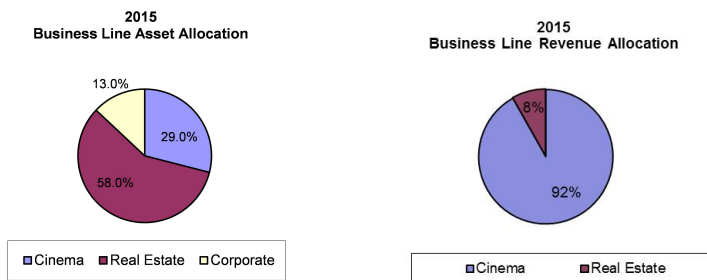 2015
Business Line Asset Allocation
13.0%
29.0%
58.0%
Cinema Real Estate Corporate
2015
Business Line Revenue Allocation
8%
92%
Cinema Real Estate